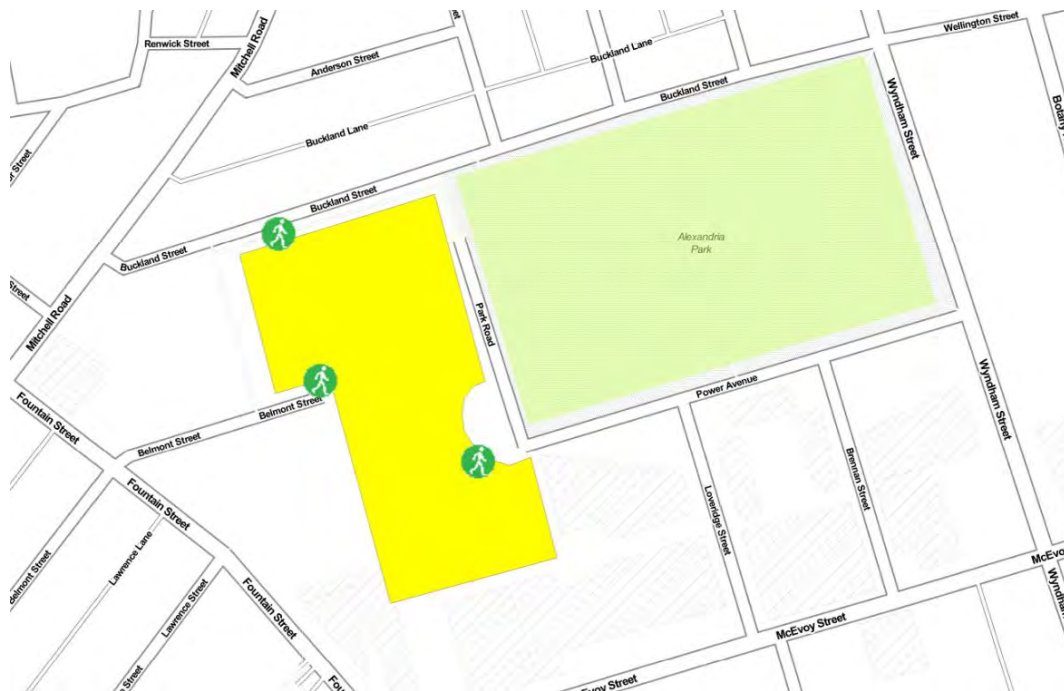 Renwick Street
Mitchell Road
Anderson Street
Buckland Lane
Wellington Street
Buckland Street
Wyndham Street
Buckland Lane
Buckland Street
Buckland Street
Alexandria
Park
Mitchell Road
Park Road
Power Avenue
Wyndham Street
Fountain Street
Belmont Street
Belmont Street
Brennan Street
Loveridge Street
Fountain Street
Lawrence Lane
Lawrence Street
Fountain Street
McEvoy Street